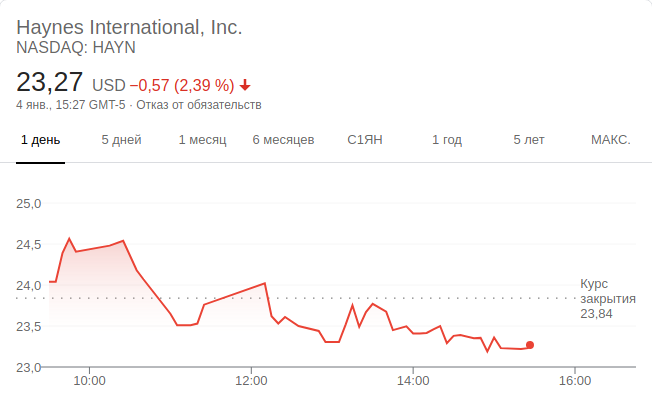 Haynes International, Inc.
NASDAQ: HAYN
23,27 USD −0,57 (2,39 %)
4 янв., 15:27 GMT-5 · Отказ от обязательств
1 день 5 дней 1 месяц 6 месяцев С1ЯН 1 год 5 лет МАКС.
25,0
24,5
24,0
23,5
23,0
Курс
закрытия
23,84
10:00 12:00 14:00 16:00